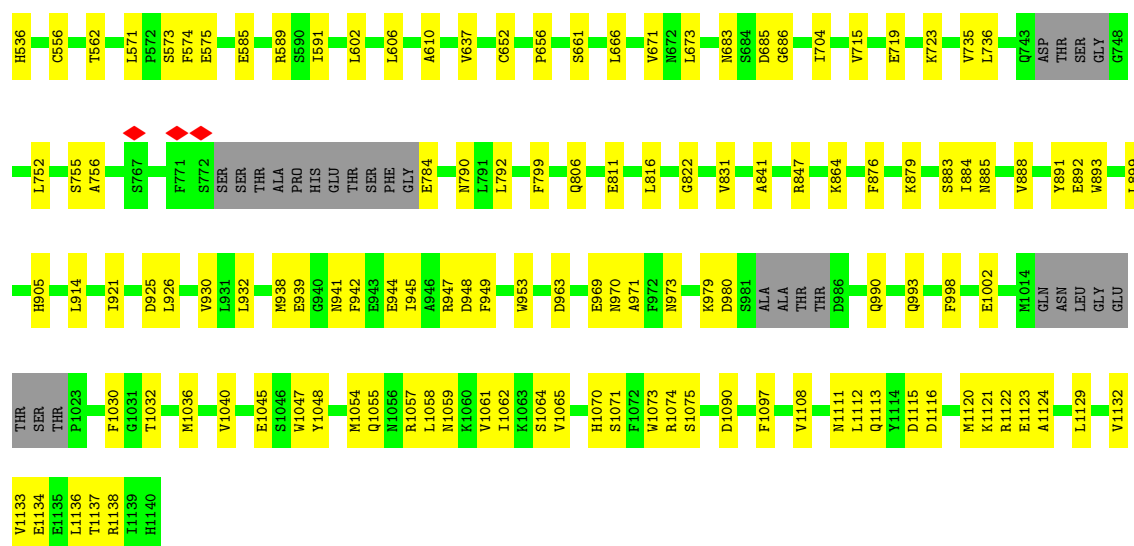 H536 C556 T562 L571 P572 S573 F574 E575 E585 R589 S590 I591 L602 L606 A610 V637 C652 P656 S661 L666 V671 N672 L673 N683 S684 D685 G686 I704 V715 E719 K723 V735 L736 Q743 ASP THR SER GLY G748
L752 S755 A756 S767 F771 S772 SER SER THR ALA PRO HIS GLU THR SER PHE GLY E784 N790 L791 L792 F799 Q806 E811 L816 G822 V831 A841 R847 K864 F876 K879 S883 I884 N885 V888 Y891 E892 W893 L899
H905 L914 I921 D925 L926 V930 L931 L932 M938 E939 G940 N941 F942 E943 E944 I945 A946 R947 D948 F949 W953 D963 E969 N970 A971 F972 N973 K979 D980 S981 ALA ALA THR THR D986 Q990 Q993 F998 E1002 M1014 GLN ASN LEU GLY GLU
THR SER THR P1023 F1030 G1031 T1032 M1036 V1040 E1045 S1046 W1047 Y1048 M1054 Q1055 N1056 R1057 L1058 N1059 K1060 V1061 I1062 K1063 S1064 V1065 H1070 S1071 F1072 W1073 R1074 S1075 D1090 F1097 V1108 N1111 L1112 Q1113 Y1114 D1115 D1116 M1120 K1121 R1122 E1123 A1124 L1129 V1132
V1133 E1134 E1135 L1136 T1137 R1138 I1139 H1140